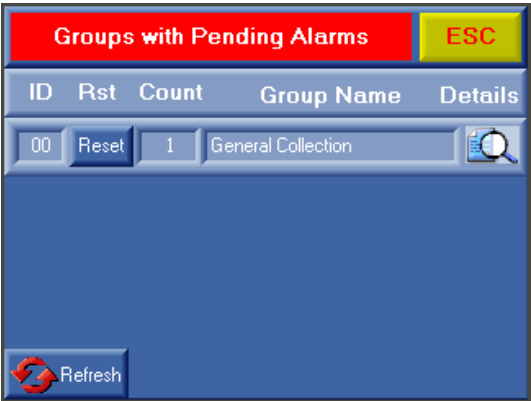 Groups with Pending Alarms ESC
ID Rst Count Group Name Details
00 Reset 1 General Collection
Refresh